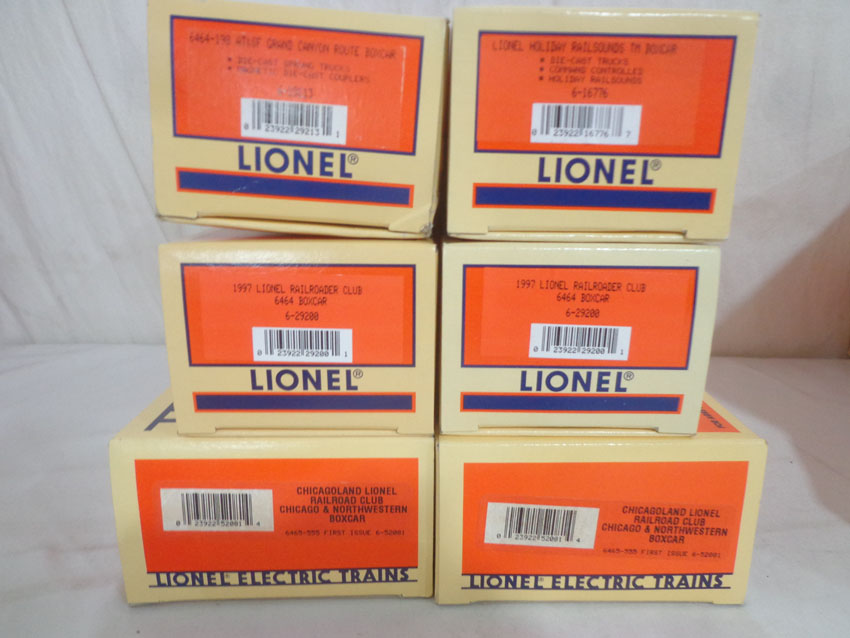 6464-198 AT&SF GRAND CANYON ROUTE BOXCAR
* DIE-CAST SPRUNG TRUCKS
* MAGNETIC DIE-CAST COUPLERS
0 23922 29213 1
LIONEL®
LIONEL HOLIDAY RAILSOUNDS TM BOXCAR
* DIE-CAST TRUCKS
* COMMAND CONTROLLED
* HOLIDAY RAILSOUNDS
6-16776
0 23922 16776 7
LIONEL®
1997 LIONEL RAILROADER CLUB
6464 BOXCAR
6-29200
0 23922 29200 1
LIONEL®
1997 LIONEL RAILROADER CLUB
6464 BOXCAR
6-29200
0 23922 29200 1
LIONEL®
CHICAGOLAND LIONEL
RAILROAD CLUB
CHICAGO & NORTHWESTERN
BOXCAR
0 23922 52001 4
6465-555 FIRST ISSUE 6-52001
LIONEL ELECTRIC TRAINS
CHICAGOLAND LIONEL
RAILROAD CLUB
CHICAGO & NORTHWESTERN
BOXCAR
0 23922 52001 4
6465-555 FIRST ISSUE 6-52001
LIONEL ELECTRIC TRAINS